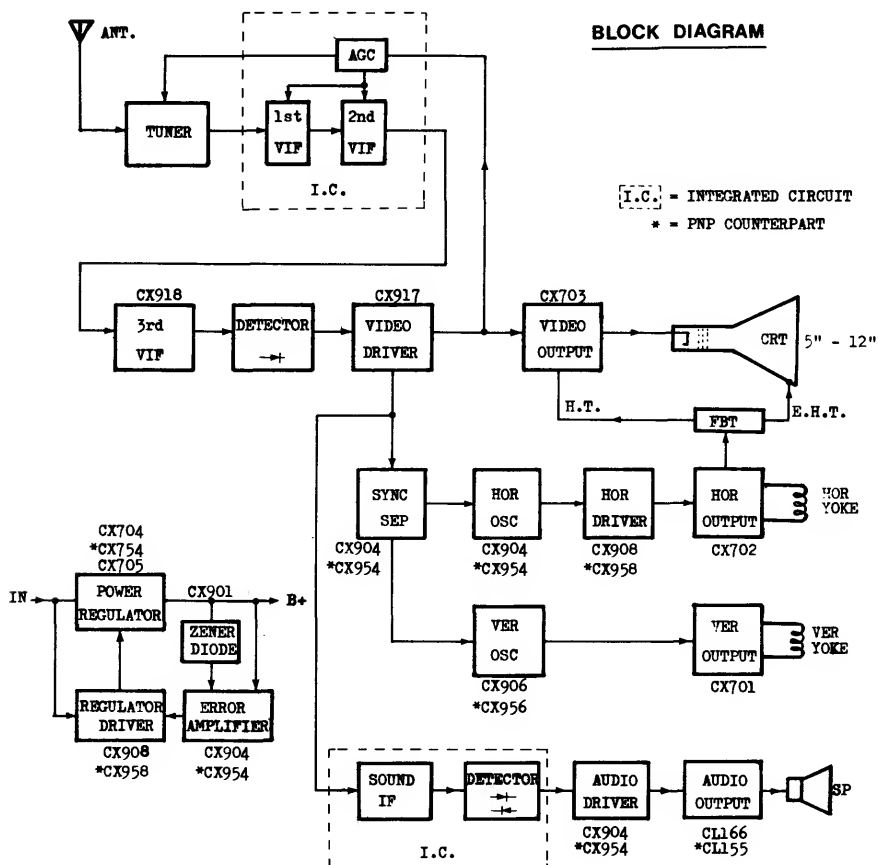 BLOCK DIAGRAM
ANT.
AGC
TUNER
1st
VIF
2nd
VIF
I.C.
I.C. = INTEGRATED CIRCUIT
* = PNP COUNTERPART
CX918
3rd
VIF
DETECTOR
CX917
VIDEO
DRIVER
CX703
VIDEO
OUTPUT
CRT
5" - 12"
H.T.
FBT
E.H.T.
SYNC
SEP
CX904
*CX954
HOR
OSC
CX904
*CX954
HOR
DRIVER
CX908
*CX958
HOR
OUTPUT
CX702
HOR
YOKE
CX704
*CX754
CX705
IN
POWER
REGULATOR
CX901
B+
ZENER
DIODE
REGULATOR
DRIVER
CX908
*CX958
ERROR
AMPLIFIER
CX904
*CX954
VER
OSC
CX906
*CX956
VER
OUTPUT
CX701
VER
YOKE
SOUND
IF
DETECTOR
I.C.
AUDIO
DRIVER
CX904
*CX954
AUDIO
OUTPUT
CL166
*CL155
SP